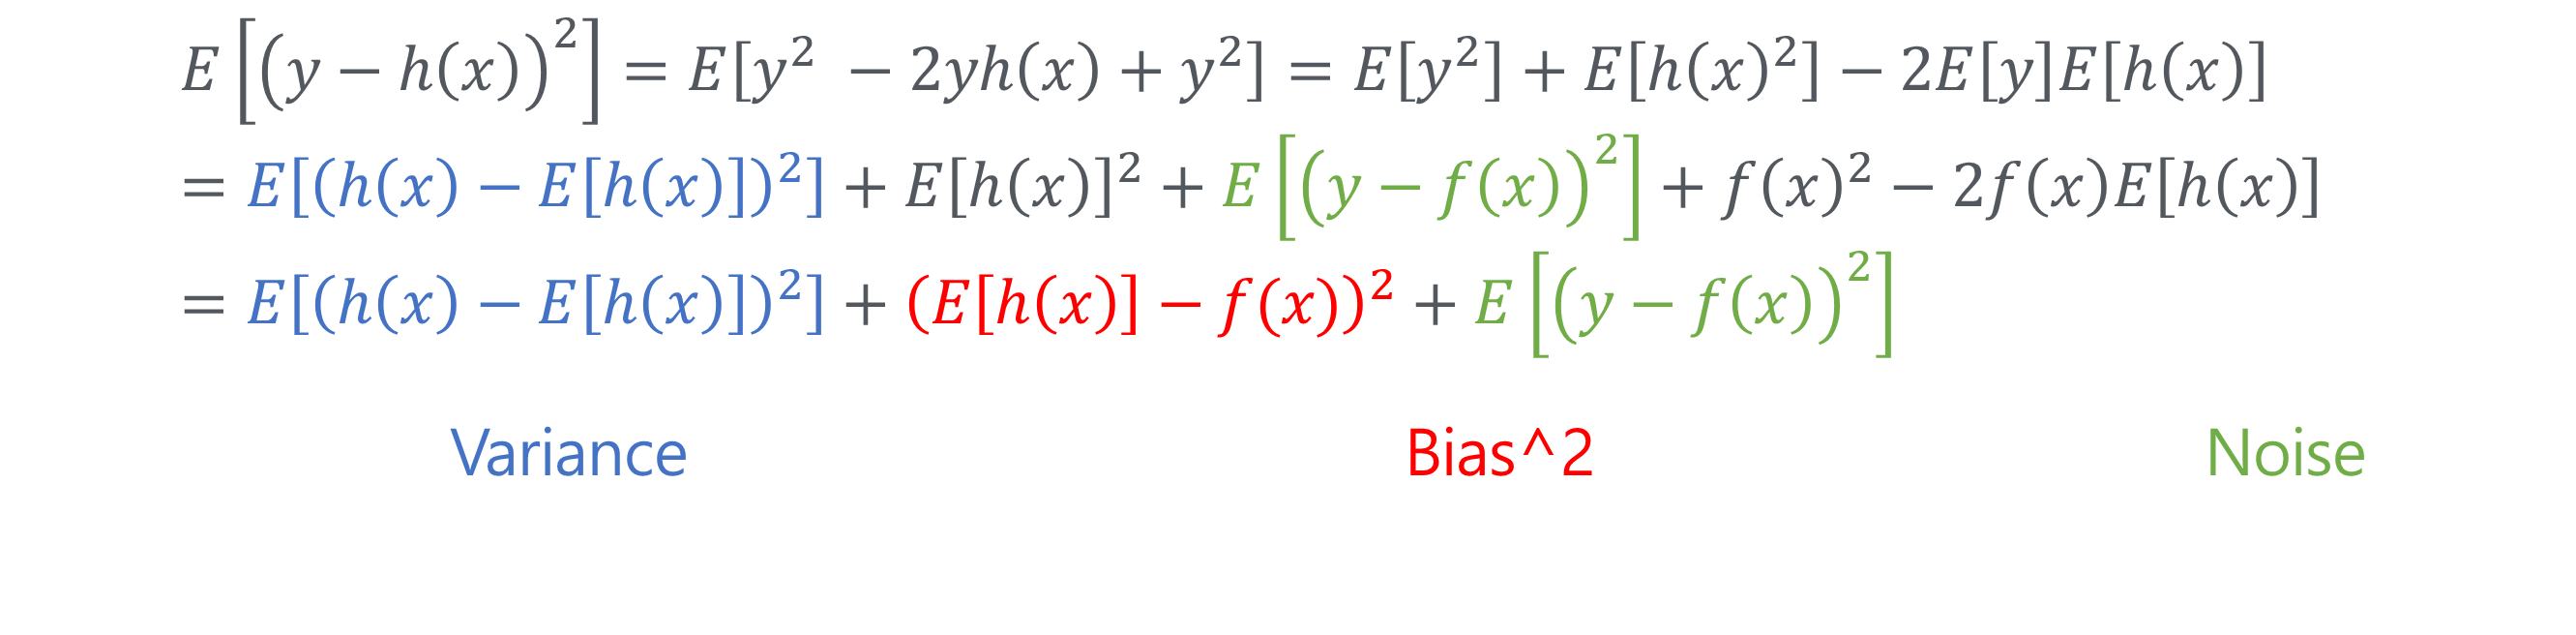 E[(y − h(x))²] = E[y² − 2yh(x) + y²] = E[y²] + E[h(x)²] − 2E[y]E[h(x)]
= E[(h(x) − E[h(x)])²] + E[h(x)]² + E[(y − f(x))²] + f(x)² − 2f(x)E[h(x)]
= E[(h(x) − E[h(x)])²] + (E[h(x)] − f(x))² + E[(y − f(x))²]
Variance Bias^2 Noise